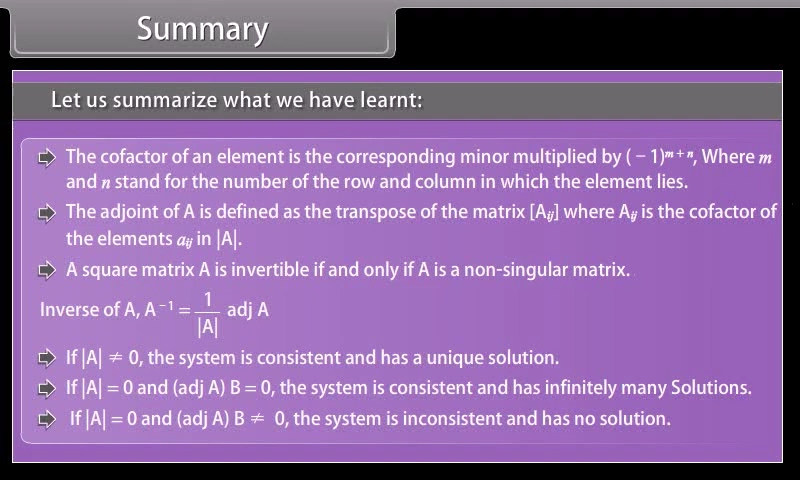 Summary
Let us summarize what we have learnt:
⇒ The cofactor of an element is the corresponding minor multiplied by ( − 1)ᵐ⁺ⁿ, Where m
and n stand for the number of the row and column in which the element lies.
⇒ The adjoint of A is defined as the transpose of the matrix [Aᵢⱼ] where Aᵢⱼ is the cofactor of
the elements aᵢⱼ in |A|.
⇒ A square matrix A is invertible if and only if A is a non-singular matrix.
Inverse of A, A⁻¹ = 1/|A| adj A
⇒ If |A| ≠ 0, the system is consistent and has a unique solution.
⇒ If |A| = 0 and (adj A) B = 0, the system is consistent and has infinitely many Solutions.
⇒ If |A| = 0 and (adj A) B ≠ 0, the system is inconsistent and has no solution.